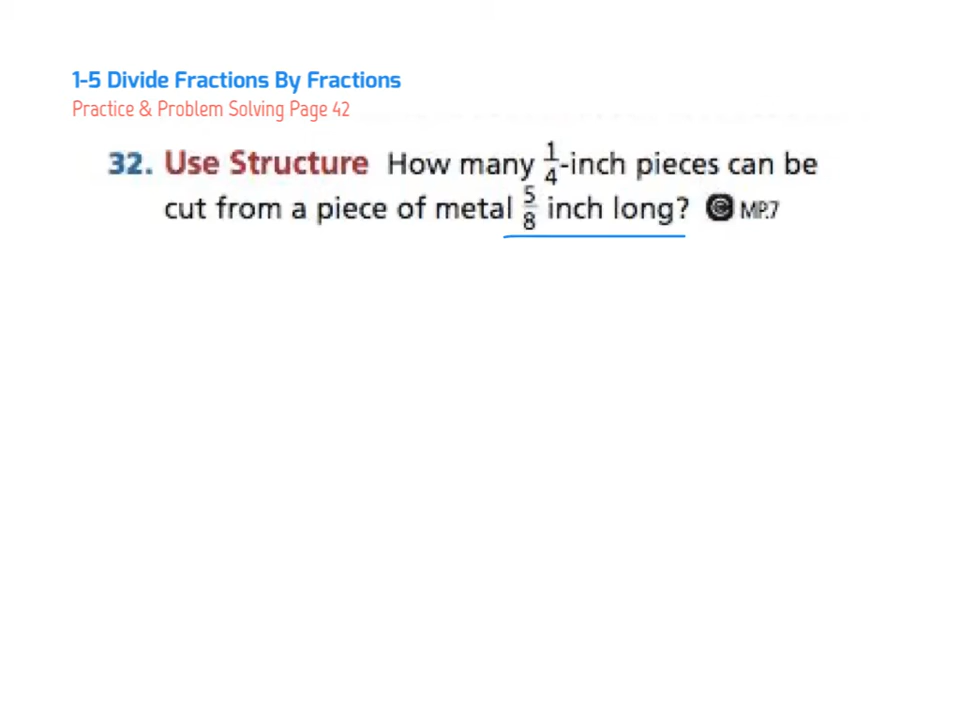 1-5 Divide Fractions By Fractions
Practice & Problem Solving Page 42
32. Use Structure How many 1/4-inch pieces can be
cut from a piece of metal 5/8 inch long? © MP.7